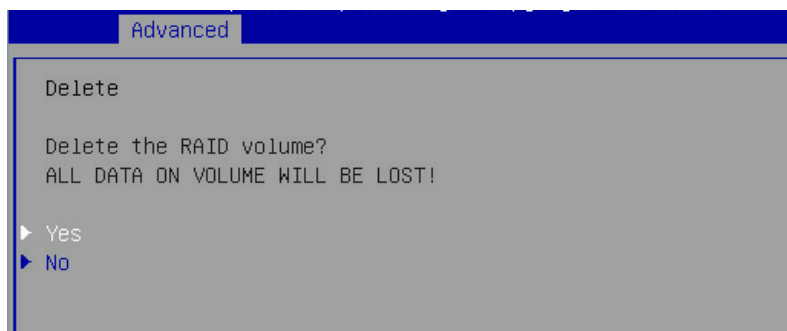 Advanced
Delete
Delete the RAID volume?
ALL DATA ON VOLUME WILL BE LOST!
Yes
No